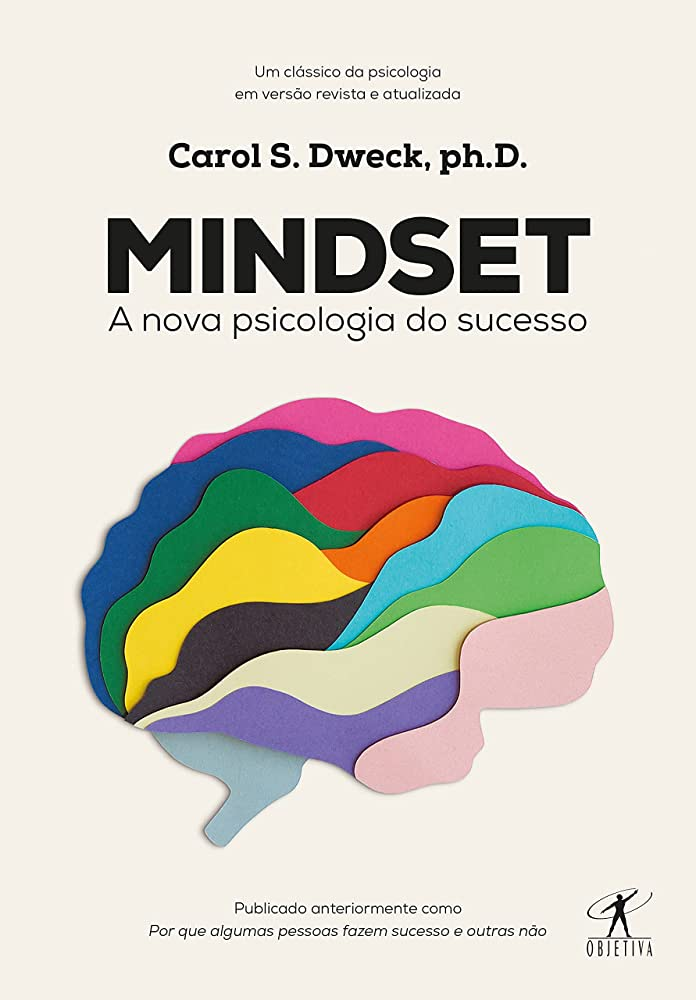 Um clássico da psicologia
em versão revista e atualizada
Carol S. Dweck, ph.D.
MINDSET
A nova psicologia do sucesso
Publicado anteriormente como
Por que algumas pessoas fazem sucesso e outras não
OBJETIVA